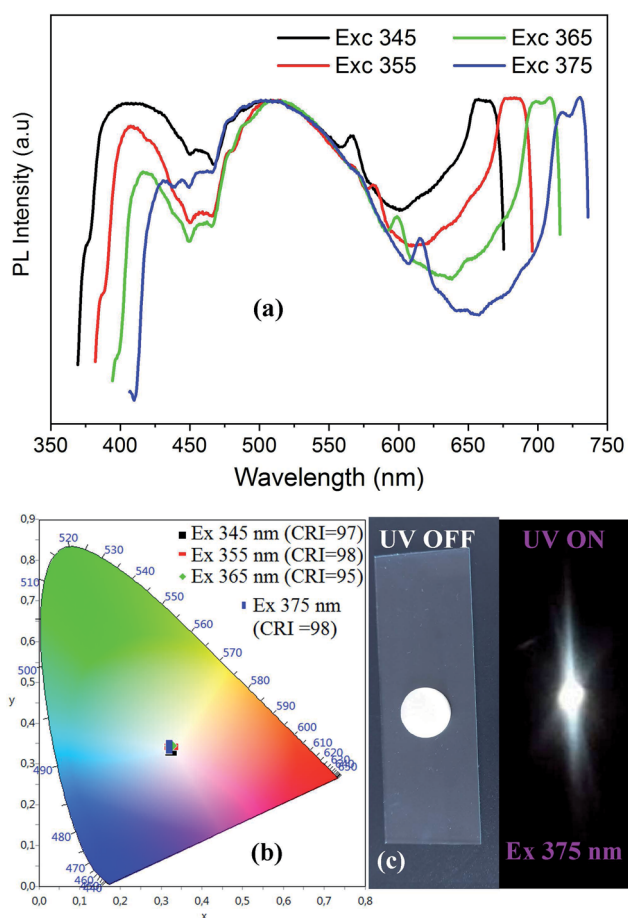 (a)
Exc 345
Exc 365
Exc 355
Exc 375
PL Intensity (a.u)
(a)
350 400 450 500 550 600 650 700 750
Wavelength (nm)
0,9
0,8
0,7
0,6
0,5
0,4
0,3
0,2
0,1
0,0
y
520
530
540
550
560
570
580
590
600
610
620
640
650
510
500
490
480
470
460
440
Ex 345 nm (CRI=97)
Ex 355 nm (CRI=98)
Ex 365 nm (CRI=95)
Ex 375 nm
(CRI =98)
(b)
0,0 0,1 0,2 0,3 0,4 0,5 0,6 0,7 0,8
x
UV OFF
UV ON
(c)
Ex 375 nm